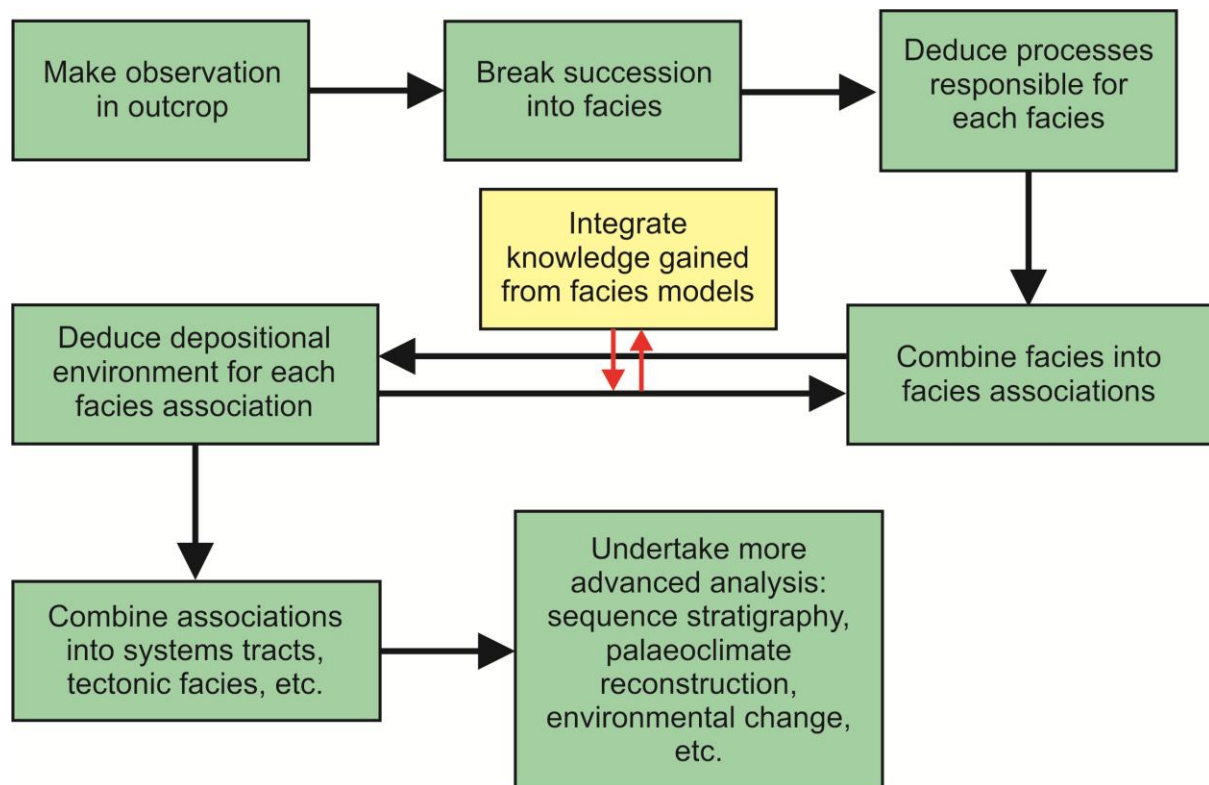 Make observation
in outcrop
Break succession
into facies
Deduce processes
responsible for
each facies
Integrate
knowledge gained
from facies models
Deduce depositional
environment for each
facies association
Combine facies into
facies associations
Combine associations
into systems tracts,
tectonic facies, etc.
Undertake more
advanced analysis:
sequence stratigraphy,
palaeoclimate
reconstruction,
environmental change,
etc.